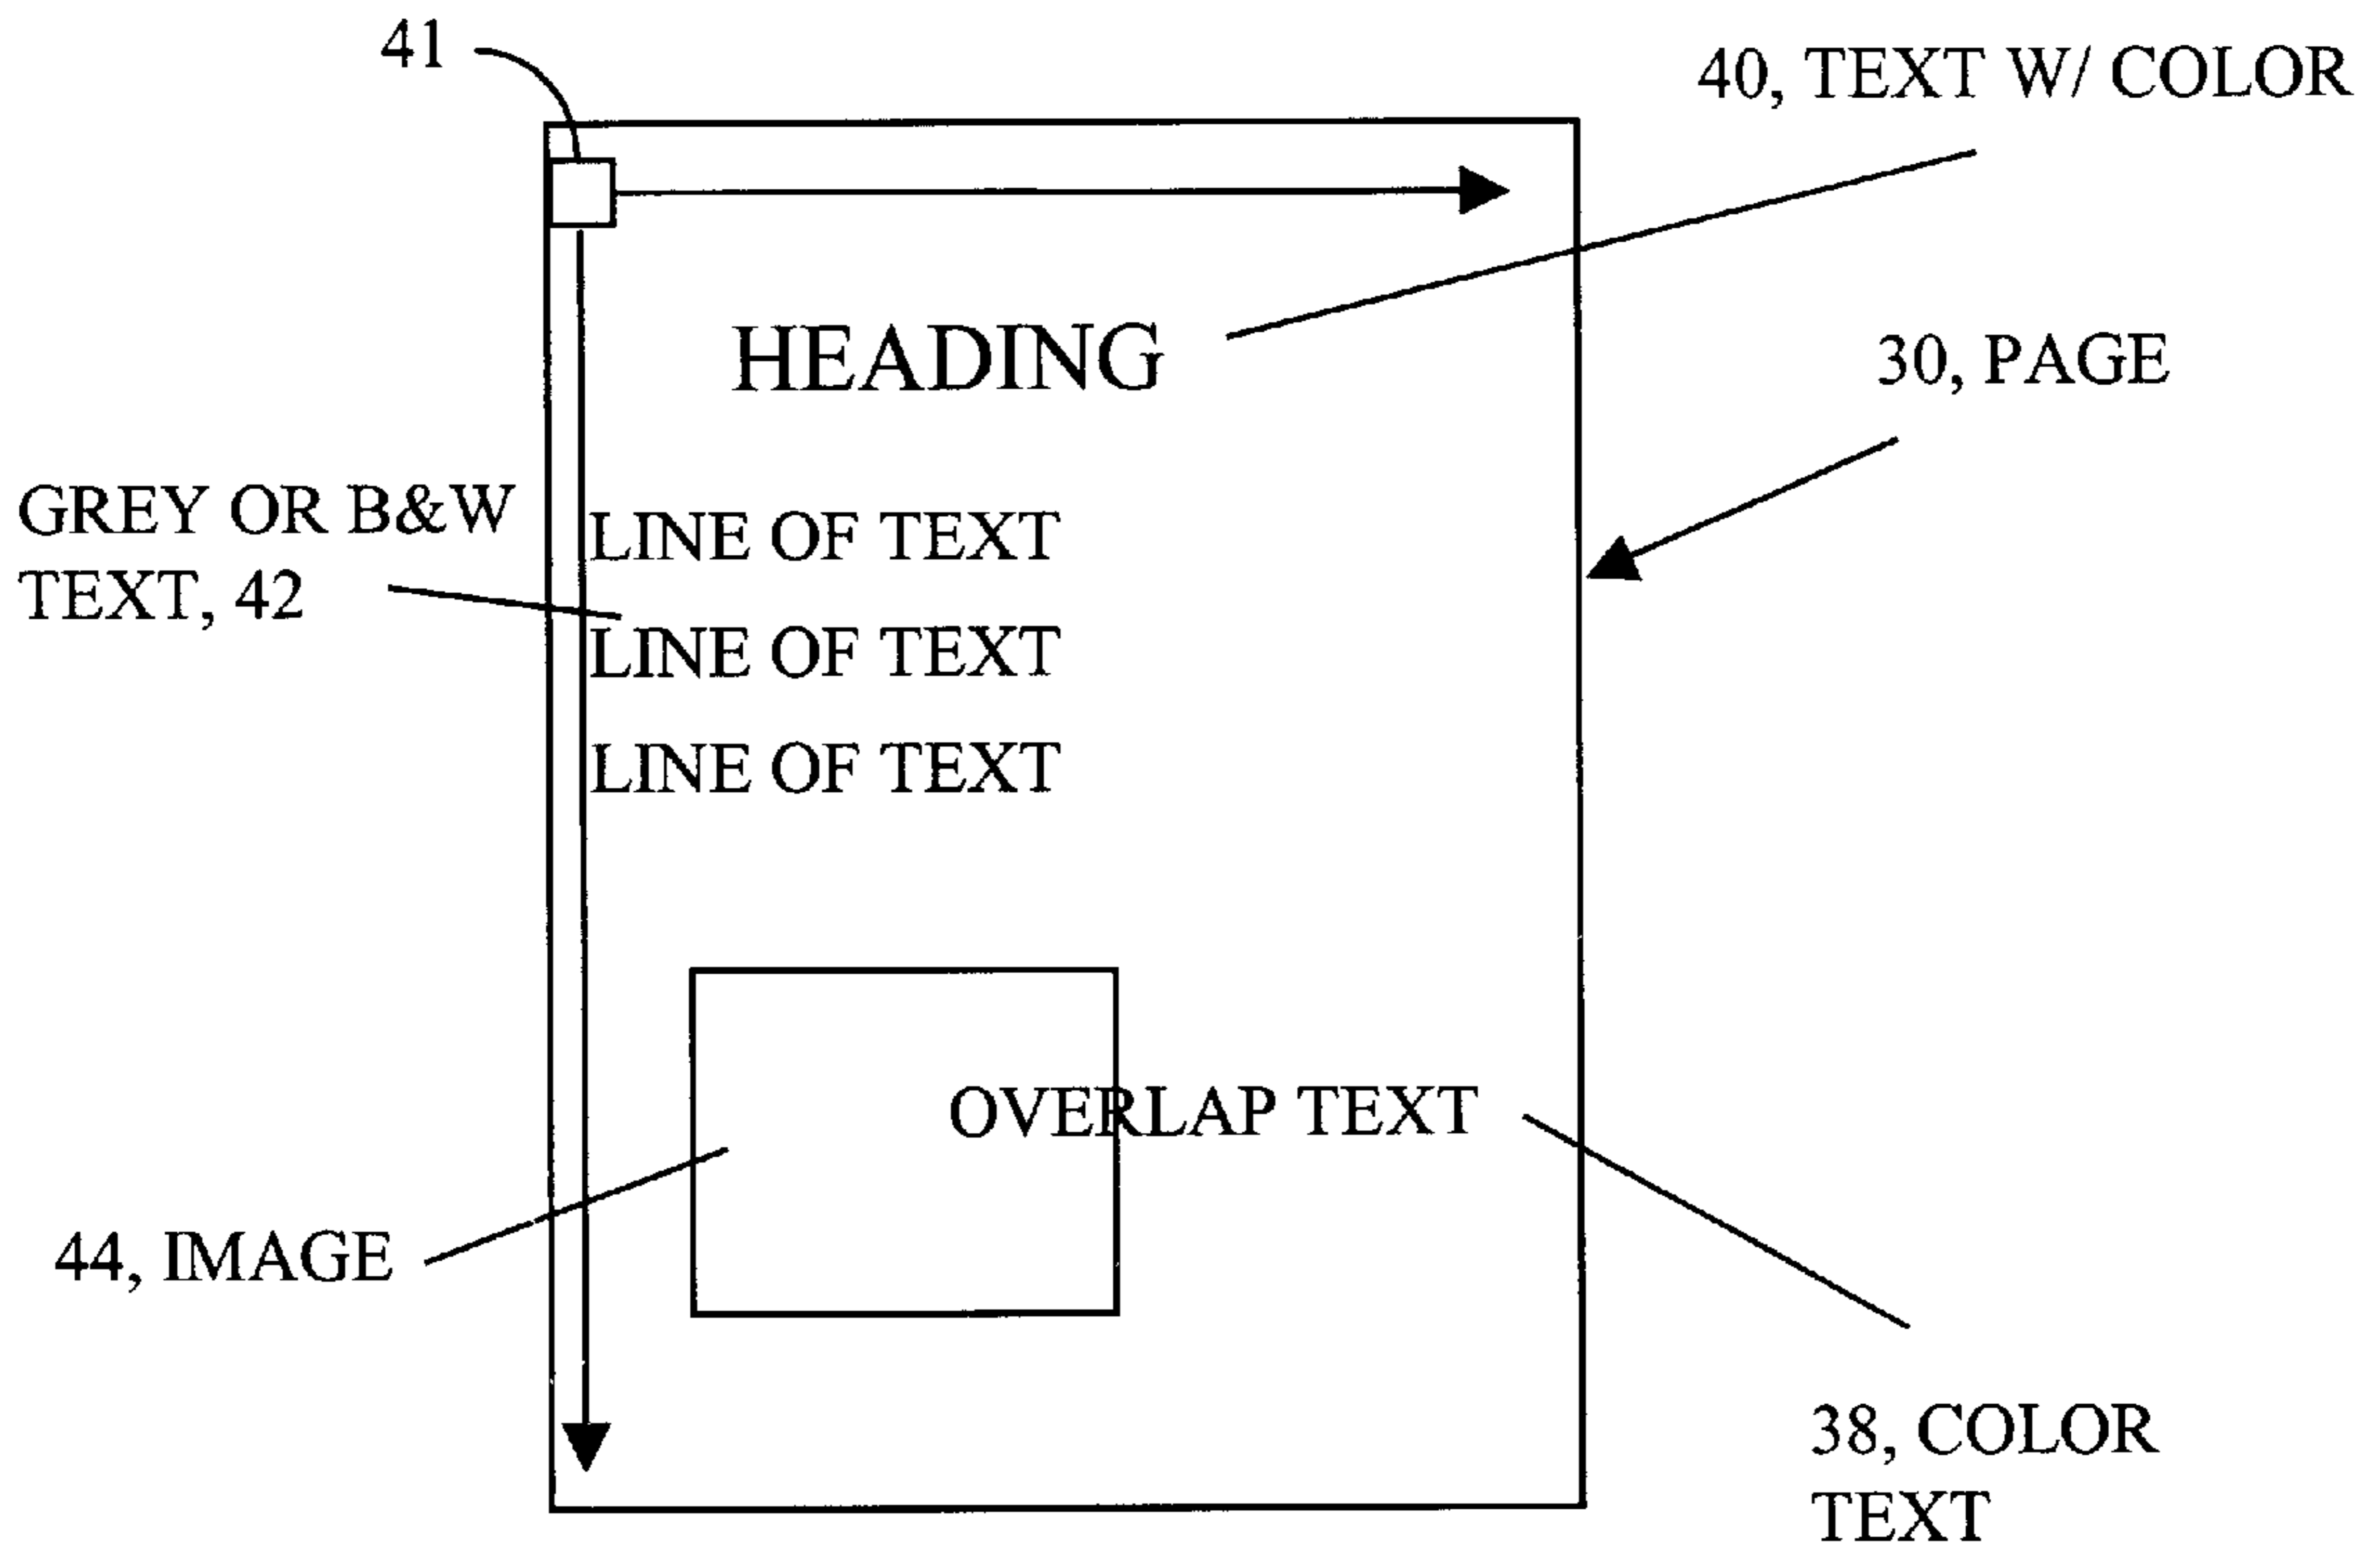 41
40, TEXT W/ COLOR
HEADING
30, PAGE
GREY OR B&W
TEXT, 42
LINE OF TEXT
LINE OF TEXT
LINE OF TEXT
OVERLAP TEXT
44, IMAGE
38, COLOR
TEXT